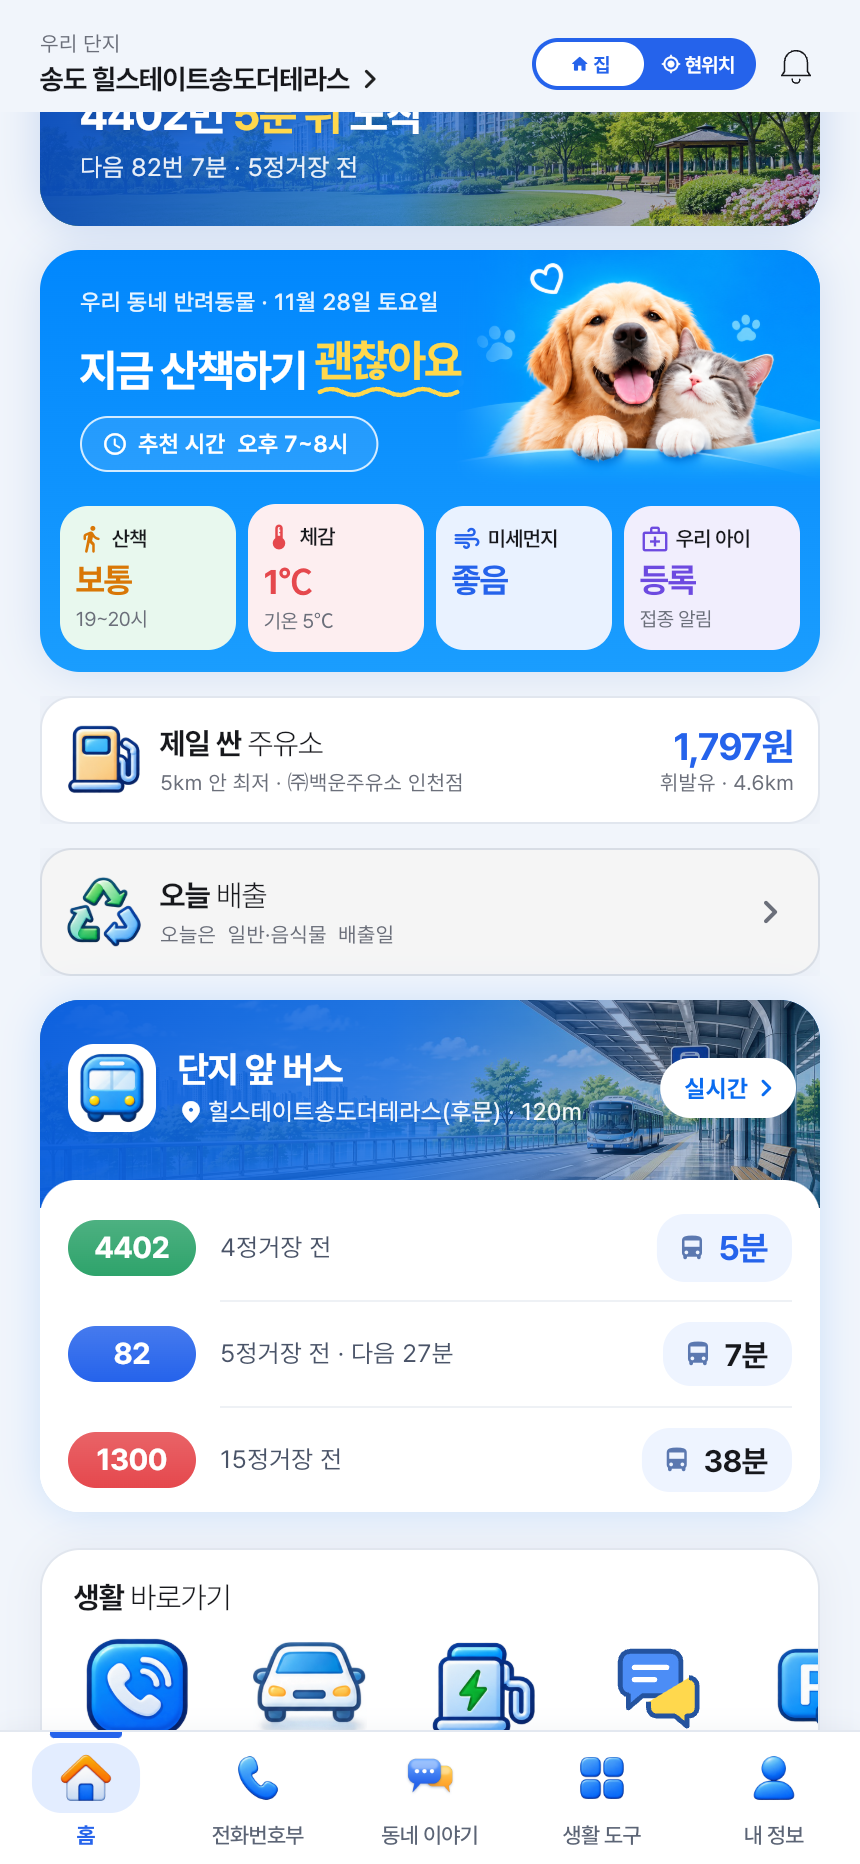 우리 단지
송도 힐스테이트송도더테라스
집
현위치
4402번 5분 뒤 도착
다음 82번 7분 · 5정거장 전
우리 동네 반려동물 · 11월 28일 토요일
지금 산책하기 괜찮아요
추천 시간 오후 7~8시
산책
보통
19~20시
체감
1°C
기온 5°C
미세먼지
좋음
우리 아이
등록
접종 알림
제일 싼 주유소
5km 안 최저 · ㈜백운주유소 인천점
1,797원
휘발유 · 4.6km
오늘 배출
오늘은 일반·음식물 배출일
단지 앞 버스
힐스테이트송도더테라스(후문) · 120m
실시간
4402
4정거장 전
5분
82
5정거장 전 · 다음 27분
7분
1300
15정거장 전
38분
생활 바로가기
P
홈
전화번호부
동네 이야기
생활 도구
내 정보